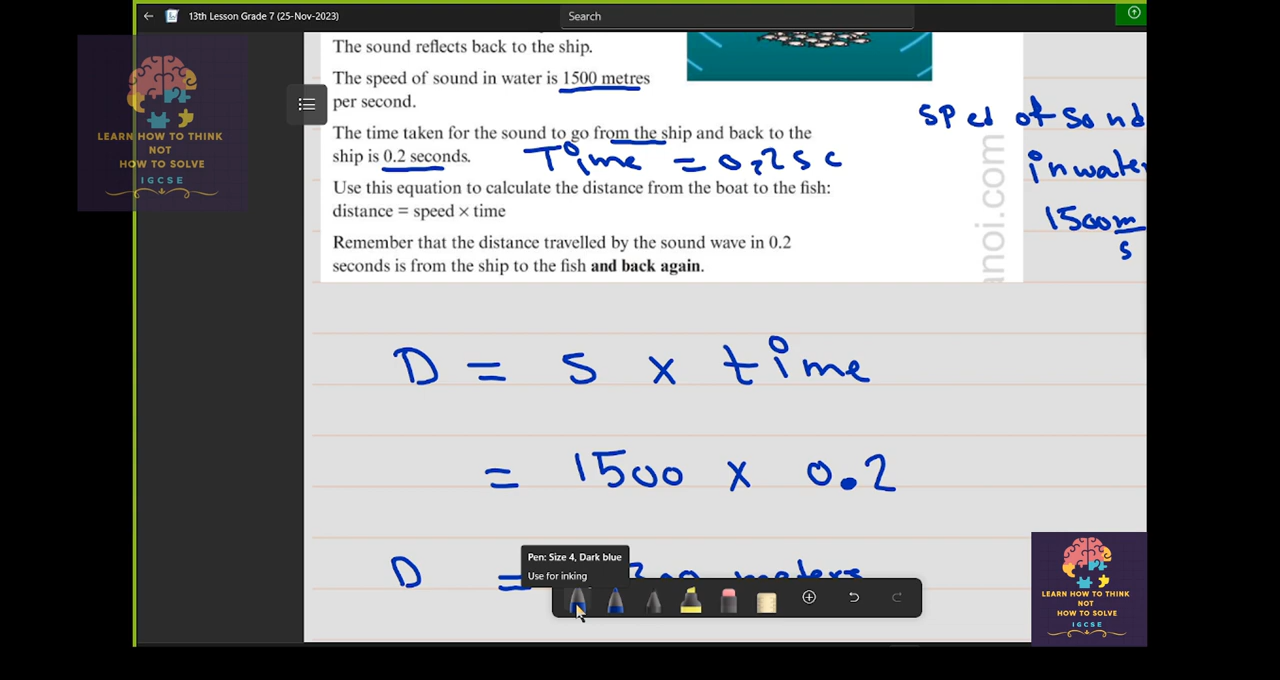 13th Lesson Grade 7 (25-Nov-2023)
Search
The sound reflects back to the ship.
The speed of sound in water is 1500 metres
per second.
The time taken for the sound to go from the ship and back to the
ship is 0.2 seconds.
Time = 0,2 s c
Use this equation to calculate the distance from the boat to the fish:
distance = speed × time
Remember that the distance travelled by the sound wave in 0.2
seconds is from the ship to the fish and back again.
sped of sound
in water
1500 m
s
anoi.com
D = S × time
= 1500 × 0.2
D = 300 meters
Pen: Size 4, Dark blue
Use for inking
LEARN HOW TO THINK
NOT
HOW TO SOLVE
IGCSE
LEARN HOW TO THINK
NOT
HOW TO SOLVE
IGCSE